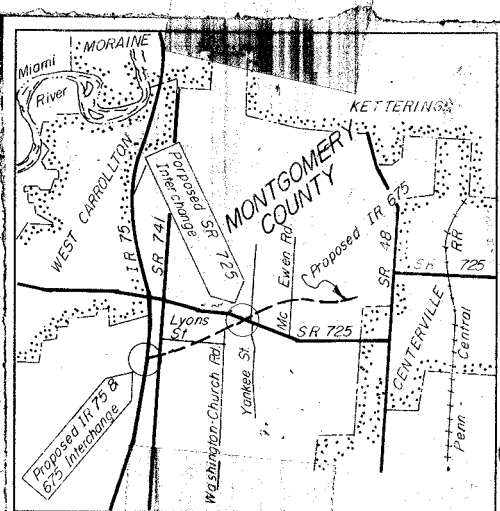 MORAINE
Miami
River
KETTERING
WEST CARROLLTON
IR 75
SR 741
Porposed SR 725
Interchange
MONTGOMERY
COUNTY
Proposed IR 675
Mc Ewen Rd
SR 48
SR 725
RR
CENTERVILLE
Lyons
St
SR 725
Washington-Church Rd
Yankee St
Penn Central
Proposed IR 75 &
675 Interchange